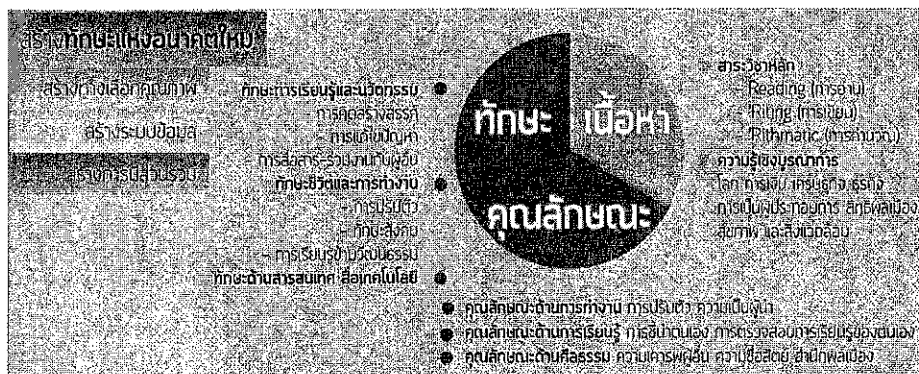 สร้างทักษะแห่งอนาคตใหม่
สร้างทางเลือกคุณภาพ
สร้างระบบข้อมูล
สร้างการมีส่วนร่วม
ทักษะการเรียนรู้และนวัตกรรม
- การคิดสร้างสรรค์
- การแก้ไขปัญหา
การสื่อสาร-ร่วมงานกับผู้อื่น
ทักษะชีวิตและการทำงาน
- การปรับตัว
- ทักษะสังคม
- การเรียนรู้ข้ามวัฒนธรรม
ทักษะด้านสารสนเทศ สื่อเทคโนโลยี
ทักษะ
เนื้อหา
คุณลักษณะ
สาระวิชาหลัก
- Reading (การอ่าน)
- 'Riting (การเขียน)
- 'Rithmatic (การคำนวณ)
ความรู้เชิงบูรณาการ
โลก การเงิน เศรษฐกิจ ธุรกิจ
การเป็นผู้ประกอบการ สิทธิพลเมือง
สุขภาพ และสิ่งแวดล้อม
คุณลักษณะด้านการทำงาน การปรับตัว ความเป็นผู้นำ
คุณลักษณะด้านการเรียนรู้ การชี้นำตนเอง การตรวจสอบการเรียนรู้ของตนเอง
คุณลักษณะด้านศีลธรรม ความเคารพผู้อื่น ความซื่อสัตย์ สำนึกพลเมือง